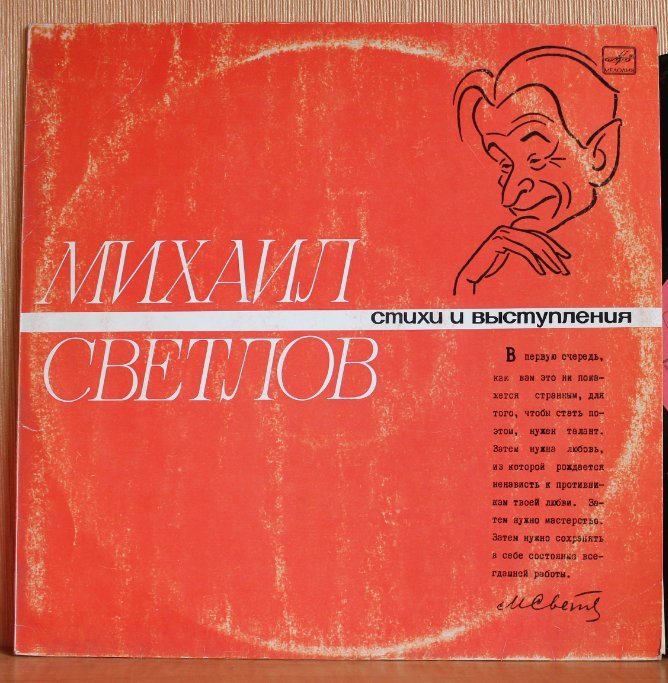 МЕЛОДИЯ
МИХАИЛ
СТИХИ И ВЫСТУПЛЕНИЯ
СВЕТЛОВ
В первую очередь,
как вам это ни пока-
жется странным, для
того, чтобы стать по-
этом, нужен талант.
Затем нужна любовь,
из которой рождается
ненависть к противни-
кам твоей любви. За-
тем нужно мастерство.
Затем нужно сохранять
в себе состояние все-
гдашней работы.
МСветл